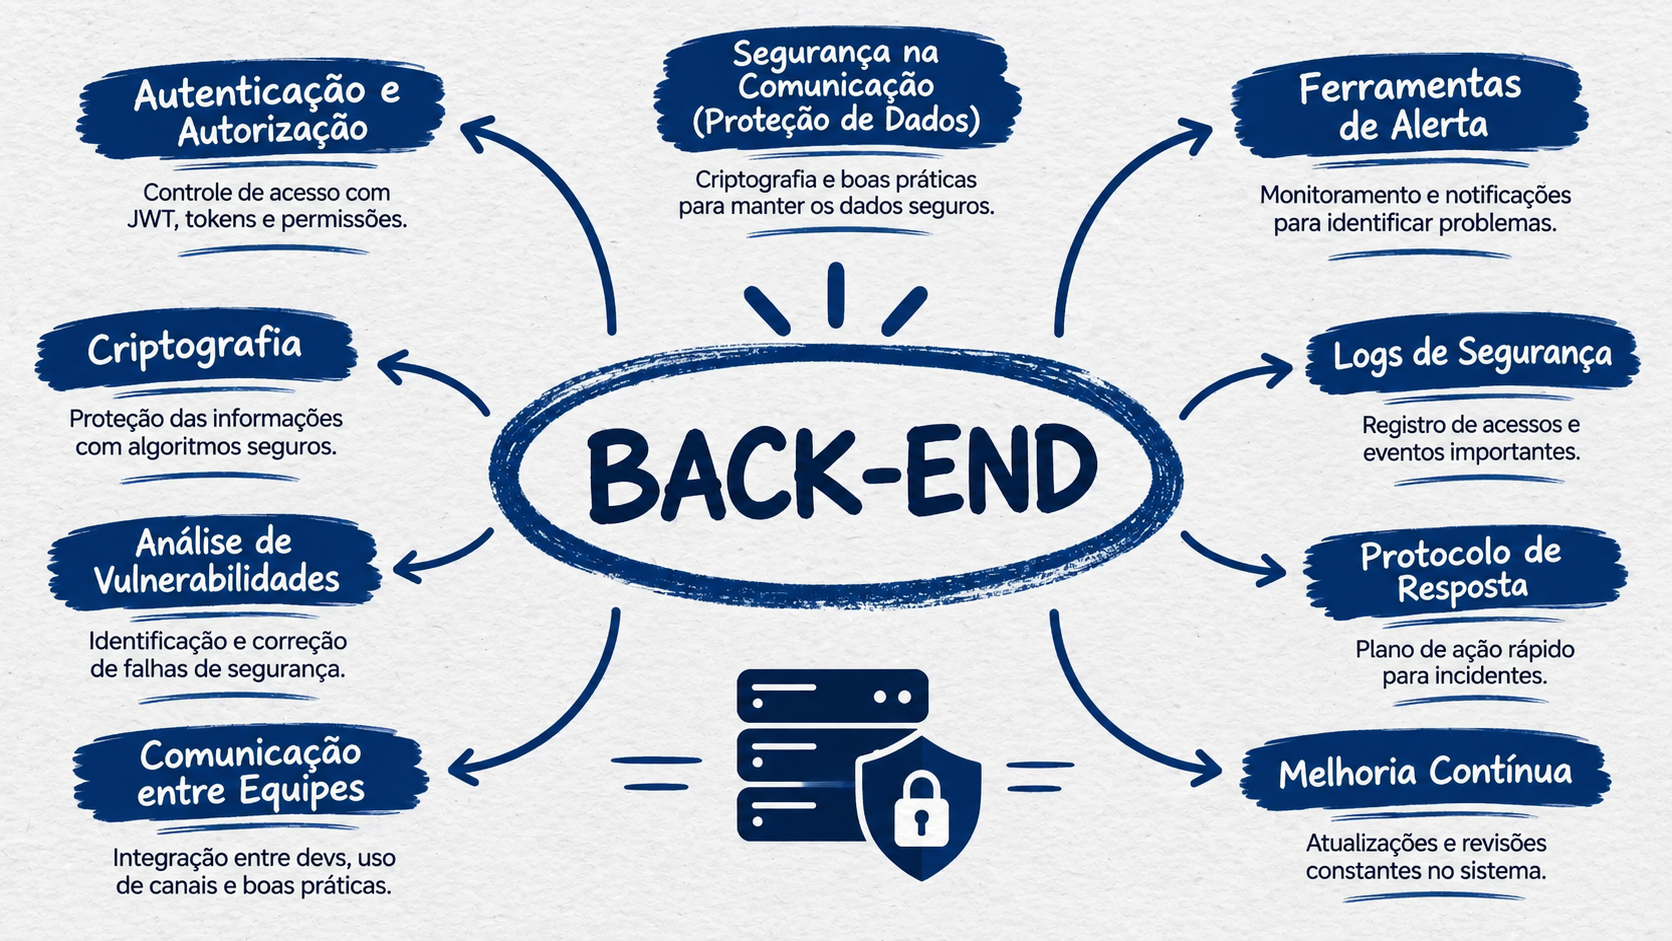 Autenticação e
Autorização
Controle de acesso com
JWT, tokens e permissões.
Segurança na
Comunicação
(Proteção de Dados)
Criptografia e boas práticas
para manter os dados seguros.
Ferramentas
de Alerta
Monitoramento e notificações
para identificar problemas.
Criptografia
Proteção das informações
com algoritmos seguros.
BACK-END
Logs de Segurança
Registro de acessos e
eventos importantes.
Análise de
Vulnerabilidades
Identificação e correção
de falhas de segurança.
Protocolo de
Resposta
Plano de ação rápido
para incidentes.
Comunicação
entre Equipes
Integração entre devs, uso
de canais e boas práticas.
Melhoria Contínua
Atualizações e revisões
constantes no sistema.